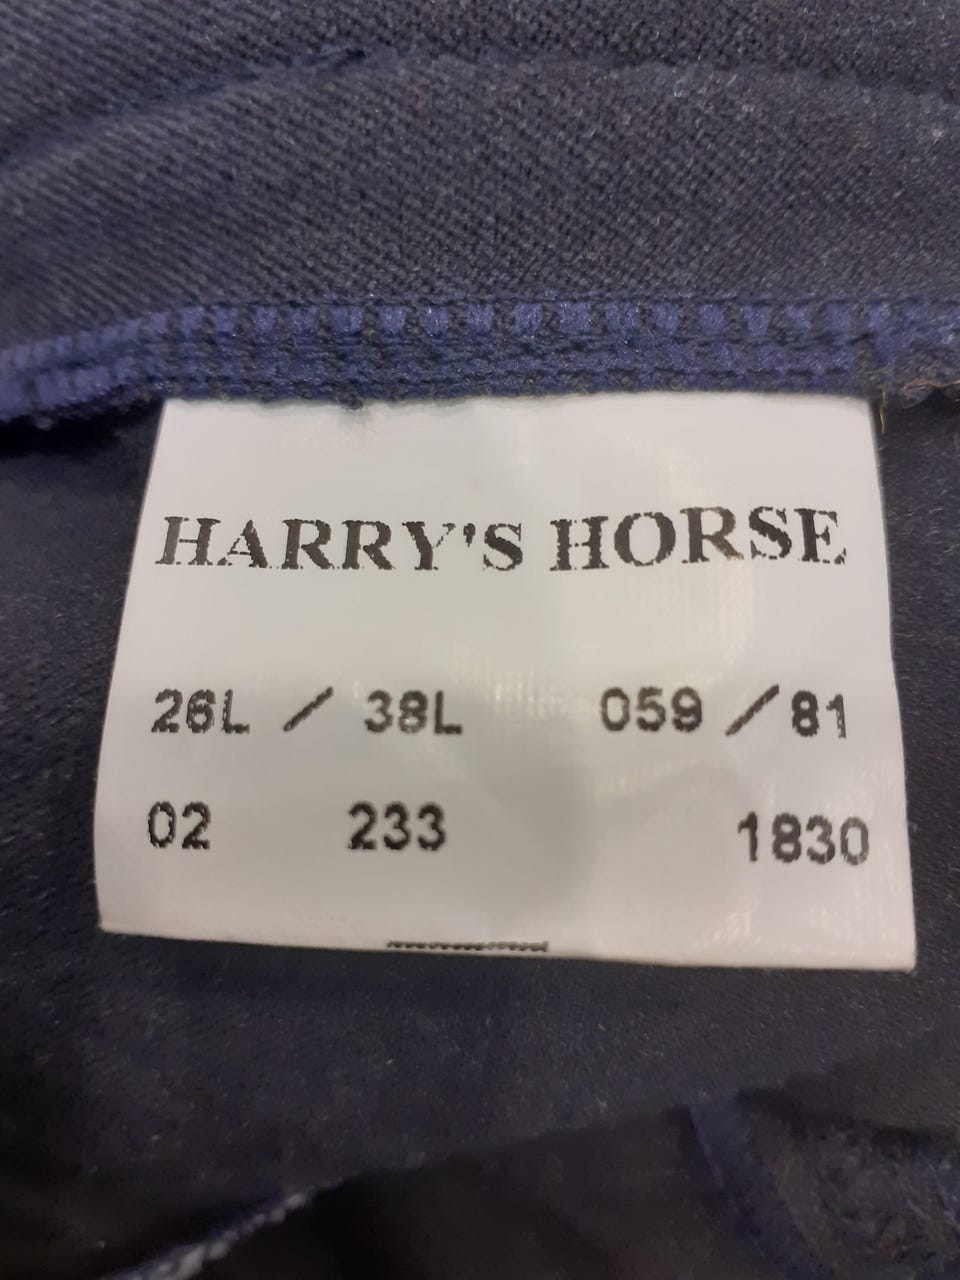 HARRY'S HORSE
26L / 38L 059 / 81
02 233 1830